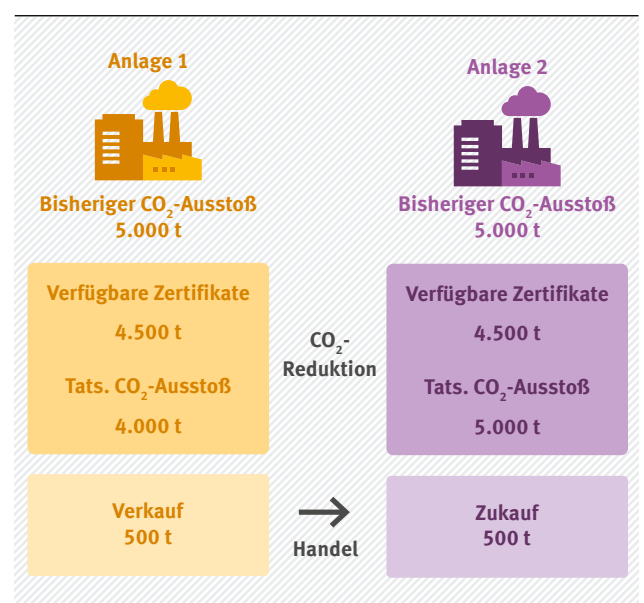 Anlage 1
Bisheriger CO₂-Ausstoß
5.000 t
Verfügbare Zertifikate
4.500 t
Tats. CO₂-Ausstoß
4.000 t
Verkauf
500 t
CO₂-
Reduktion
Handel
Anlage 2
Bisheriger CO₂-Ausstoß
5.000 t
Verfügbare Zertifikate
4.500 t
Tats. CO₂-Ausstoß
5.000 t
Zukauf
500 t